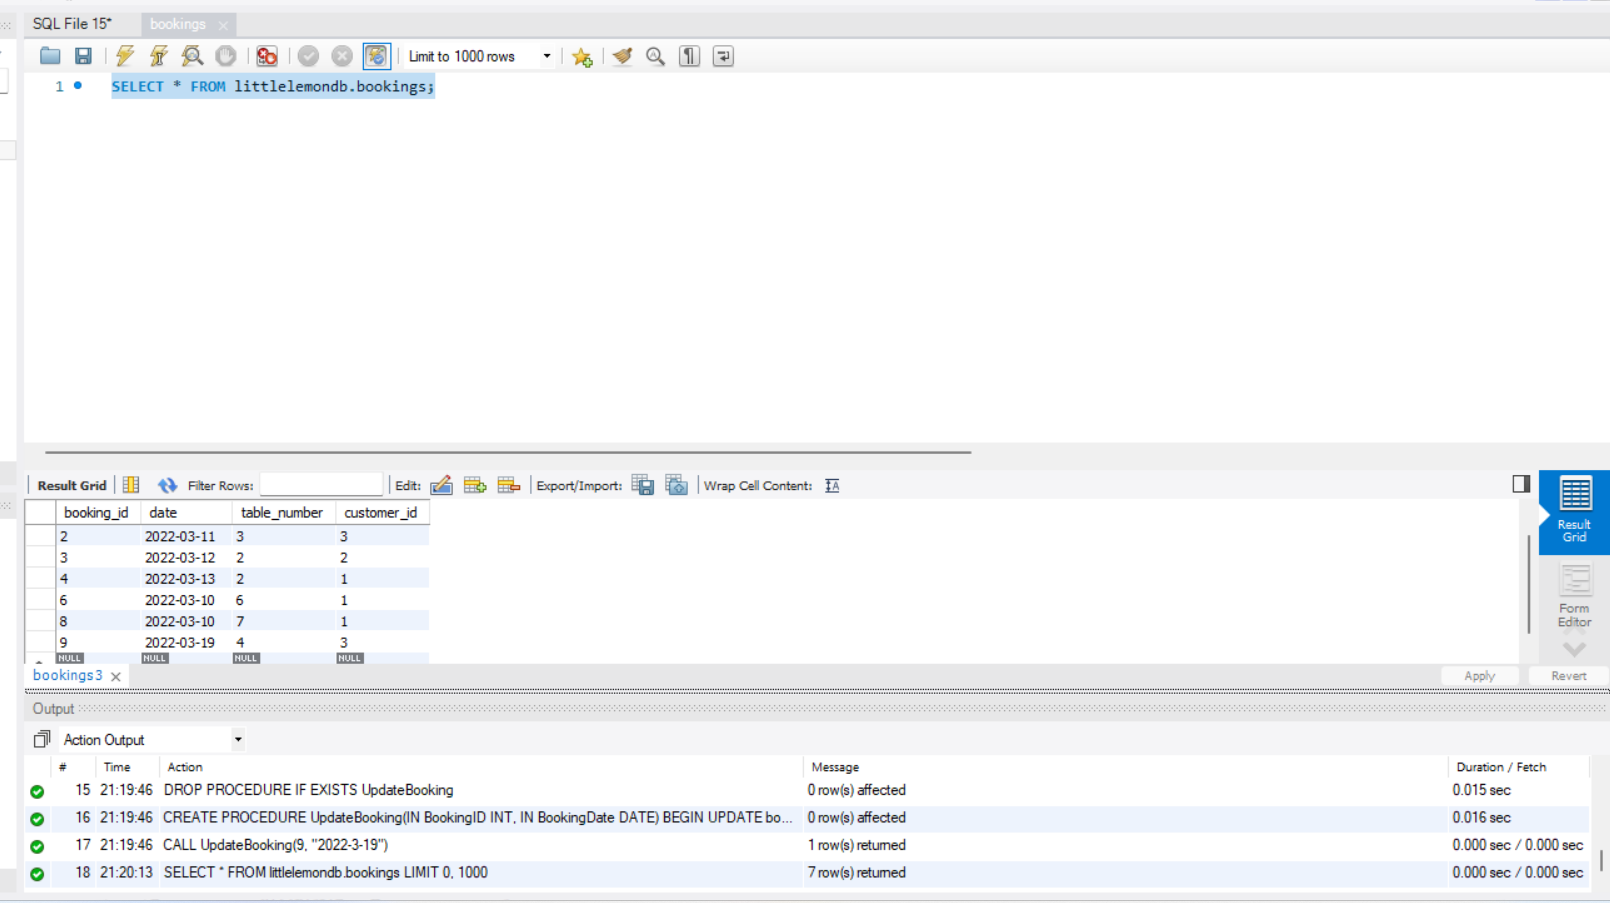 SQL File 15*
bookings
Limit to 1000 rows
1 SELECT * FROM littlelemondb.bookings;
Result Grid Filter Rows: Edit: Export/Import: Wrap Cell Content:
booking_id date table_number customer_id
2 2022-03-11 3 3
3 2022-03-12 2 2
4 2022-03-13 2 1
6 2022-03-10 6 1
8 2022-03-10 7 1
9 2022-03-19 4 3
NULL NULL NULL NULL
Result
Grid
Form
Editor
bookings3
Apply Revert
Output
Action Output
# Time Action Message Duration / Fetch
15 21:19:46 DROP PROCEDURE IF EXISTS UpdateBooking 0 row(s) affected 0.015 sec
16 21:19:46 CREATE PROCEDURE UpdateBooking(IN BookingID INT, IN BookingDate DATE) BEGIN UPDATE bo... 0 row(s) affected 0.016 sec
17 21:19:46 CALL UpdateBooking(9, "2022-3-19") 1 row(s) returned 0.000 sec / 0.000 sec
18 21:20:13 SELECT * FROM littlelemondb.bookings LIMIT 0, 1000 7 row(s) returned 0.000 sec / 0.000 sec